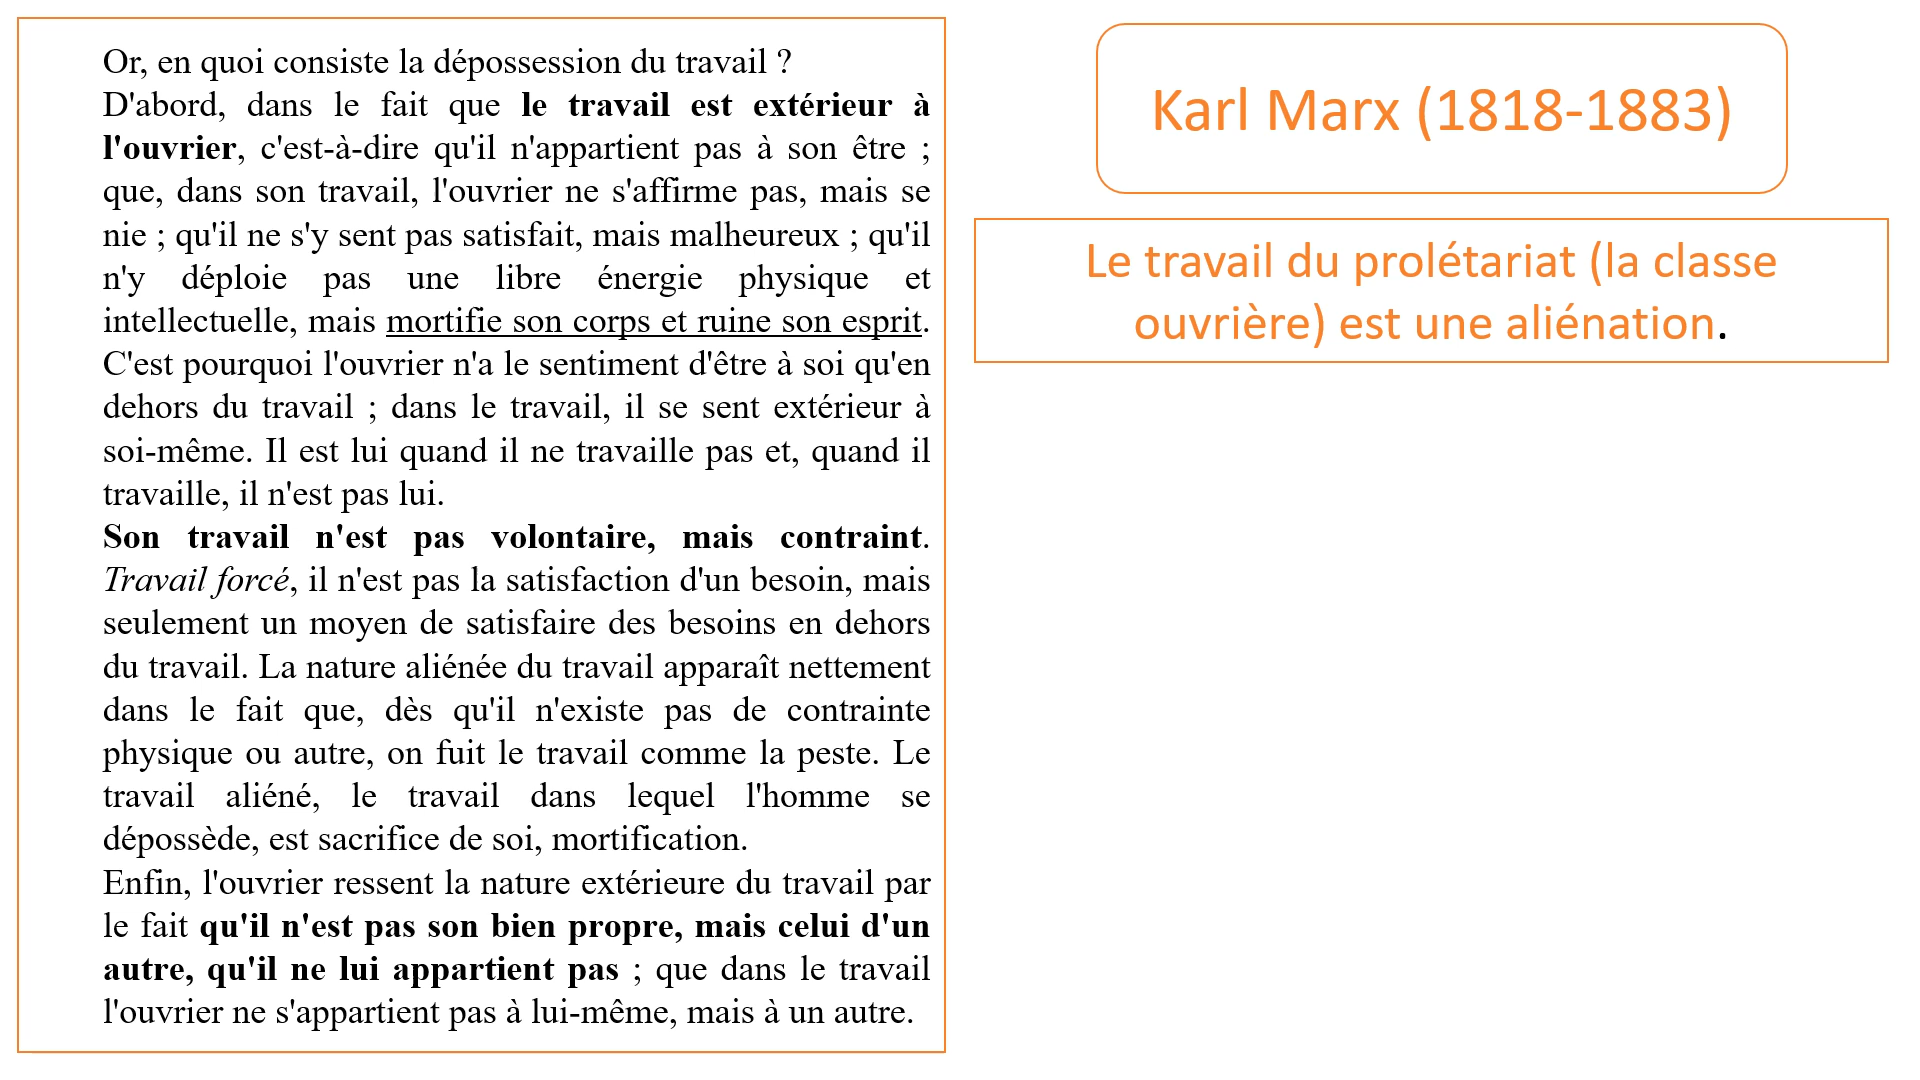 Or, en quoi consiste la dépossession du travail ?
D'abord, dans le fait que le travail est extérieur à
l'ouvrier, c'est-à-dire qu'il n'appartient pas à son être ;
que, dans son travail, l'ouvrier ne s'affirme pas, mais se
nie ; qu'il ne s'y sent pas satisfait, mais malheureux ; qu'il
n'y déploie pas une libre énergie physique et
intellectuelle, mais mortifie son corps et ruine son esprit.
C'est pourquoi l'ouvrier n'a le sentiment d'être à soi qu'en
dehors du travail ; dans le travail, il se sent extérieur à
soi-même. Il est lui quand il ne travaille pas et, quand il
travaille, il n'est pas lui.
Son travail n'est pas volontaire, mais contraint.
Travail forcé, il n'est pas la satisfaction d'un besoin, mais
seulement un moyen de satisfaire des besoins en dehors
du travail. La nature aliénée du travail apparaît nettement
dans le fait que, dès qu'il n'existe pas de contrainte
physique ou autre, on fuit le travail comme la peste. Le
travail aliéné, le travail dans lequel l'homme se
dépossède, est sacrifice de soi, mortification.
Enfin, l'ouvrier ressent la nature extérieure du travail par
le fait qu'il n'est pas son bien propre, mais celui d'un
autre, qu'il ne lui appartient pas ; que dans le travail
l'ouvrier ne s'appartient pas à lui-même, mais à un autre.
Karl Marx (1818-1883)
Le travail du prolétariat (la classe
ouvrière) est une aliénation.